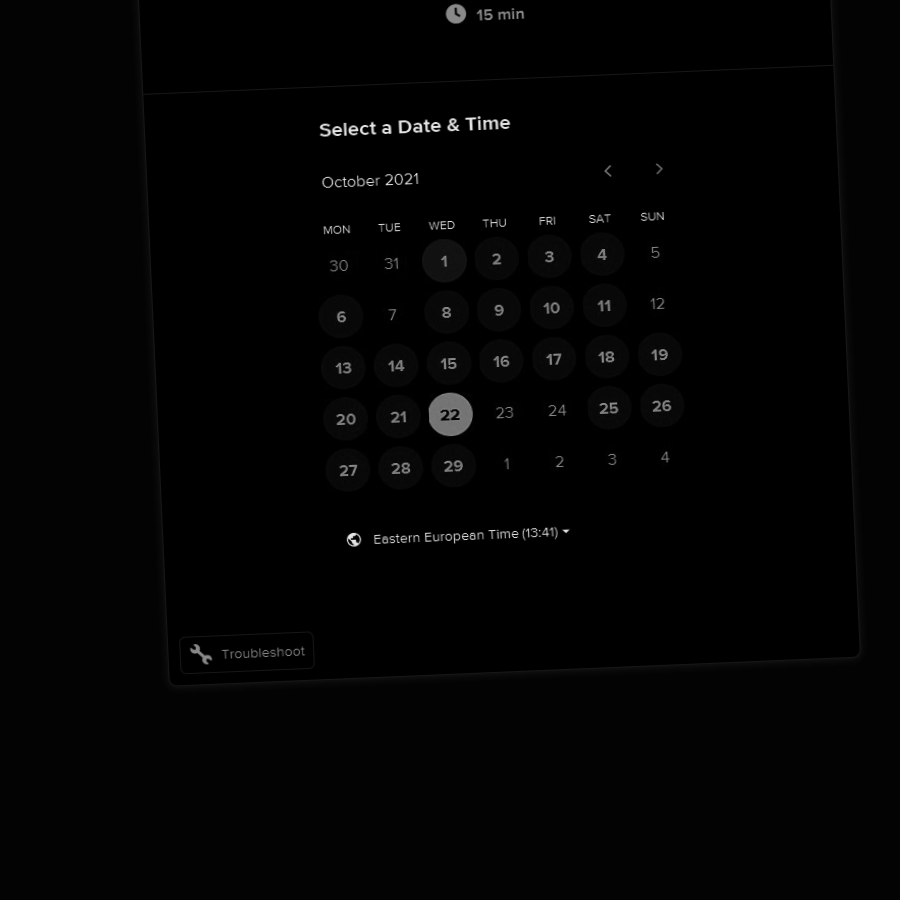 15 min
Select a Date & Time
October 2021
MON TUE WED THU FRI SAT SUN
30 31 1 2 3 4 5
6 7 8 9 10 11 12
13 14 15 16 17 18 19
20 21 22 23 24 25 26
27 28 29 1 2 3 4
Eastern European Time (13:41)
Troubleshoot